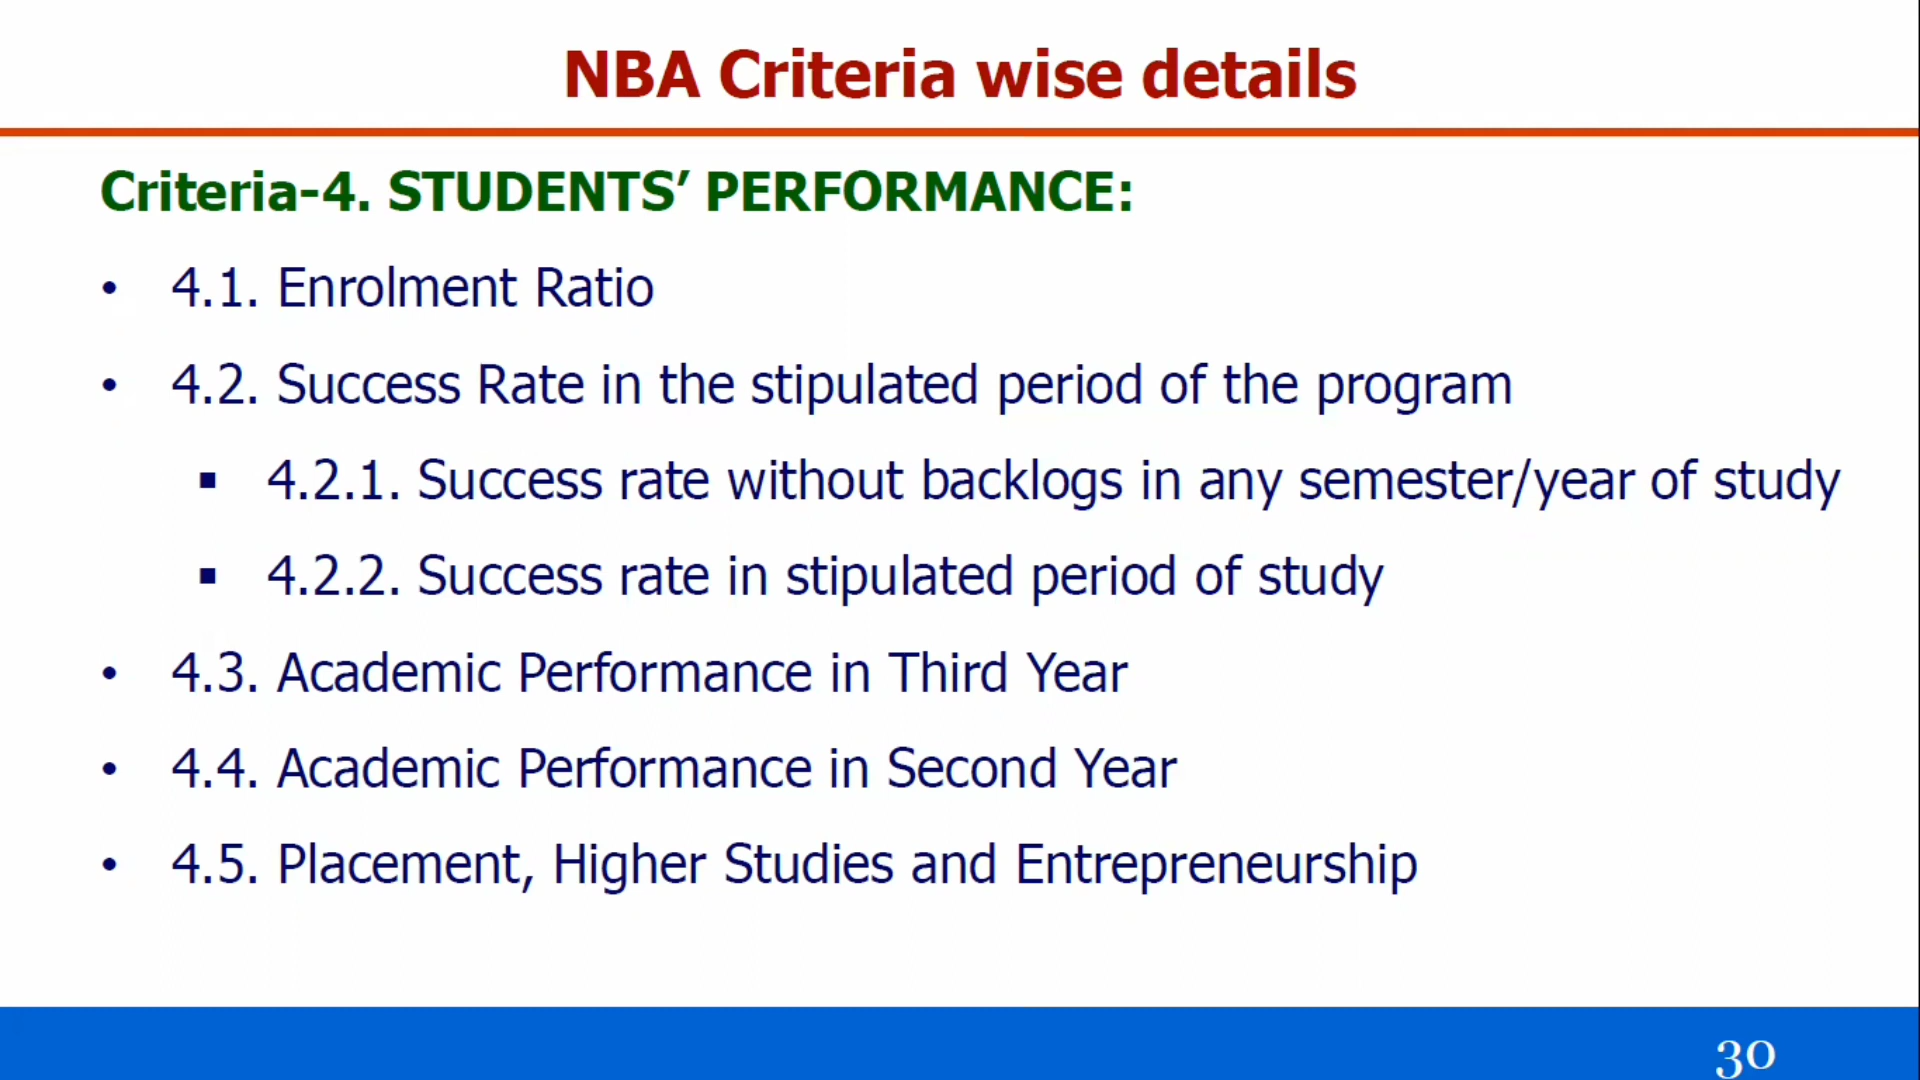 NBA Criteria wise details
Criteria-4. STUDENTS’ PERFORMANCE:
• 4.1. Enrolment Ratio
• 4.2. Success Rate in the stipulated period of the program
▪ 4.2.1. Success rate without backlogs in any semester/year of study
▪ 4.2.2. Success rate in stipulated period of study
• 4.3. Academic Performance in Third Year
• 4.4. Academic Performance in Second Year
• 4.5. Placement, Higher Studies and Entrepreneurship
30